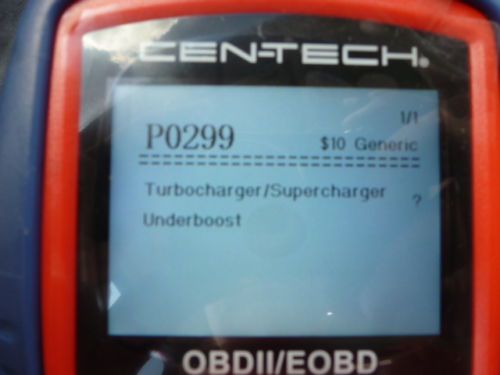 CEN-TECH®
1/1
P0299 $10 Generic
Turbocharger/Supercharger ?
Underboost
OBDII/EOBD